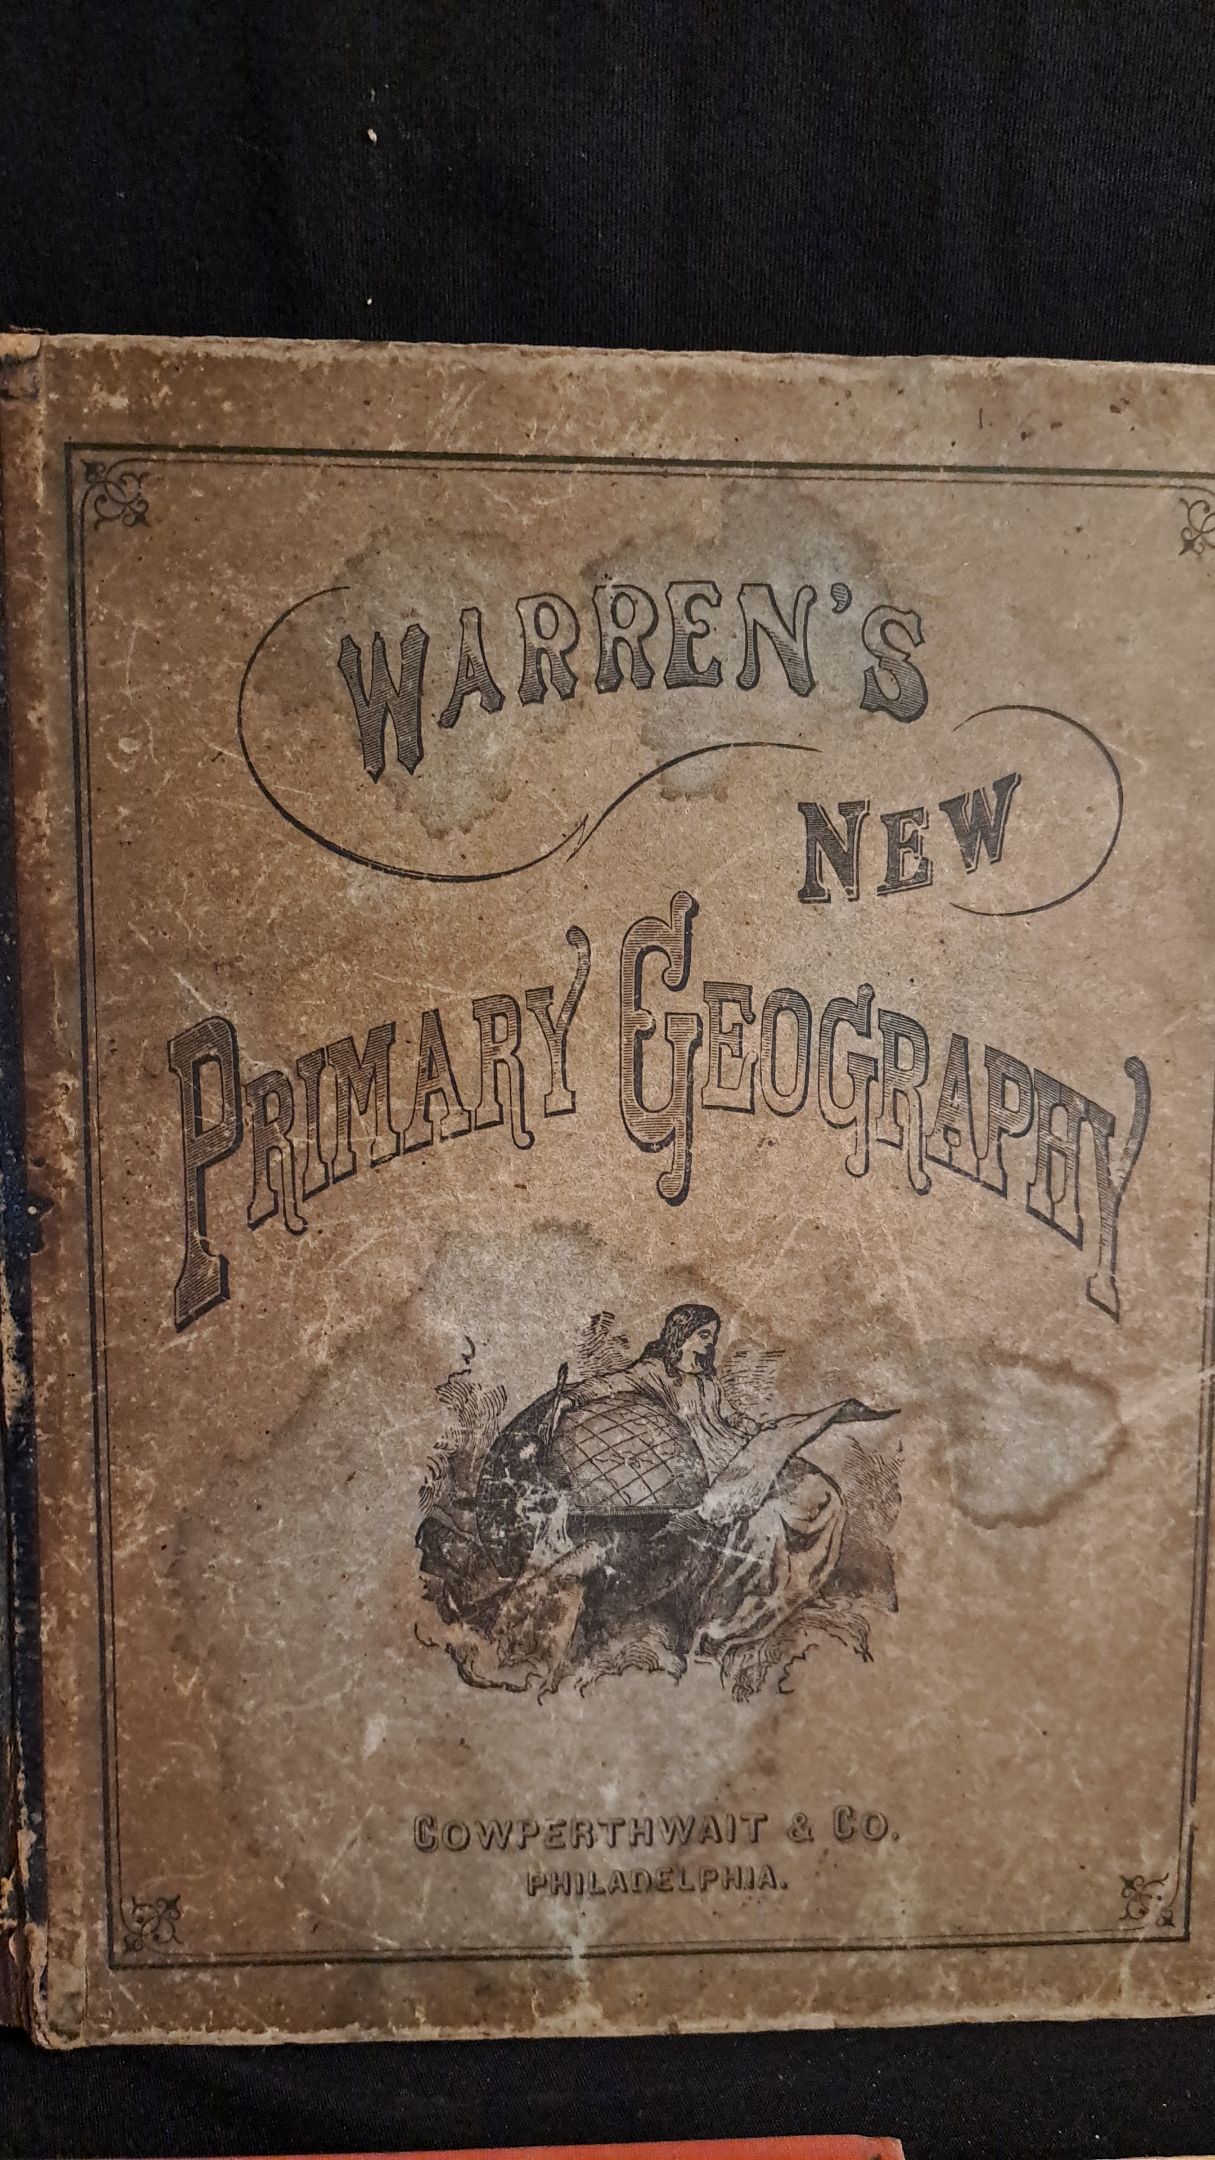 WARREN'S
NEW
PRIMARY GEOGRAPHY
COWPERTHWAIT & CO.
PHILADELPHIA.